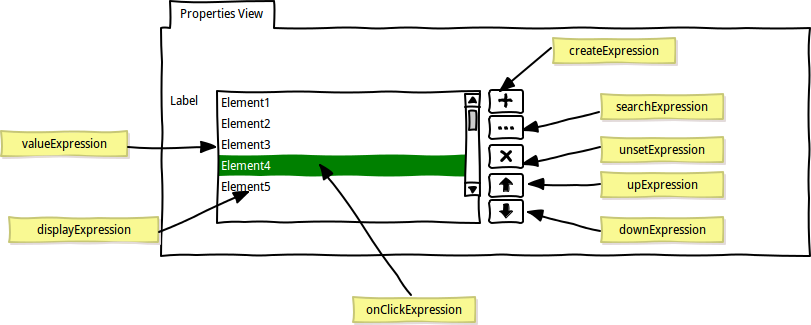 Properties View
createExpression
Label
Element1
Element2
Element3
Element4
Element5
searchExpression
valueExpression
unsetExpression
upExpression
displayExpression
downExpression
onClickExpression